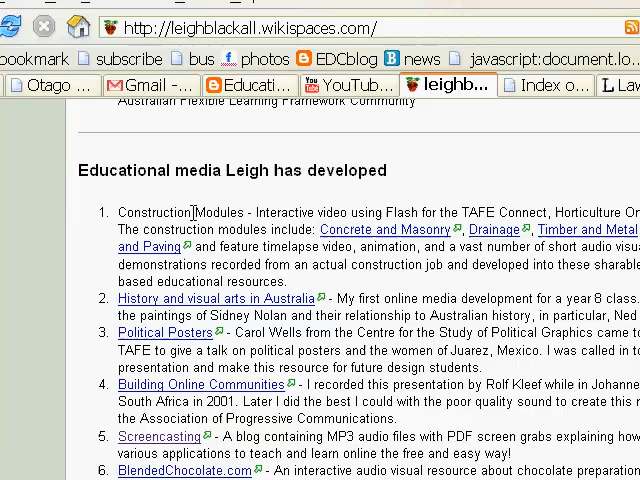 http://leighblackall.wikispaces.com/
bookmark subscribe bus photos EDCblog news javascript:document.lo...
Otago ... Gmail -... Educati... YouTub... leighb... Index o... Law
Australian Flexible Learning Framework Community
Educational media Leigh has developed
1. Construction Modules - Interactive video using Flash for the TAFE Connect, Horticulture On
The construction modules include: Concrete and Masonry, Drainage, Timber and Metal
and Paving and feature timelapse video, animation, and a vast number of short audio visu
demonstrations recorded from an actual construction job and developed into these sharable
based educational resources.
2. History and visual arts in Australia - My first online media development for a year 8 class.
the paintings of Sidney Nolan and their relationship to Australian history, in particular, Ned
3. Political Posters - Carol Wells from the Centre for the Study of Political Graphics came to
TAFE to give a talk on political posters and the women of Juarez, Mexico. I was called in to
presentation and make this resource for future design students.
4. Building Online Communities - I recorded this presentation by Rolf Kleef while in Johanne
South Africa in 2001. Later I did the best I could with the poor quality sound to create this r
the Association of Progressive Communications.
5. Screencasting - A blog containing MP3 audio files with PDF screen grabs explaining how
various applications to teach and learn online the free and easy way!
6. BlendedChocolate.com - An interactive audio visual resource about chocolate preparation